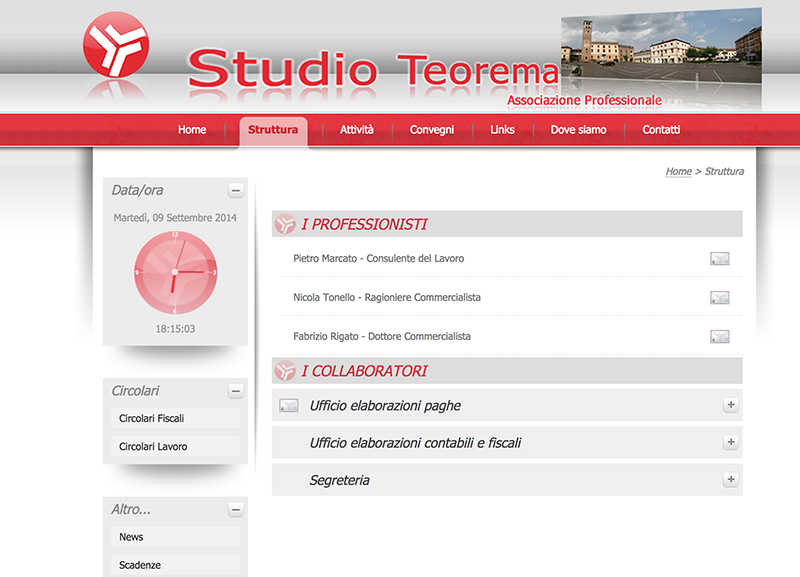 Studio Teorema
Associazione Professionale
Home
Struttura
Attività
Convegni
Links
Dove siamo
Contatti
Home > Struttura
Data/ora
Martedì, 09 Settembre 2014
12
9
3
6
18:15:03
Circolari
Circolari Fiscali
Circolari Lavoro
Altro...
News
Scadenze
I PROFESSIONISTI
Pietro Marcato - Consulente del Lavoro
Nicola Tonello - Ragioniere Commercialista
Fabrizio Rigato - Dottore Commercialista
I COLLABORATORI
Ufficio elaborazioni paghe
Ufficio elaborazioni contabili e fiscali
Segreteria